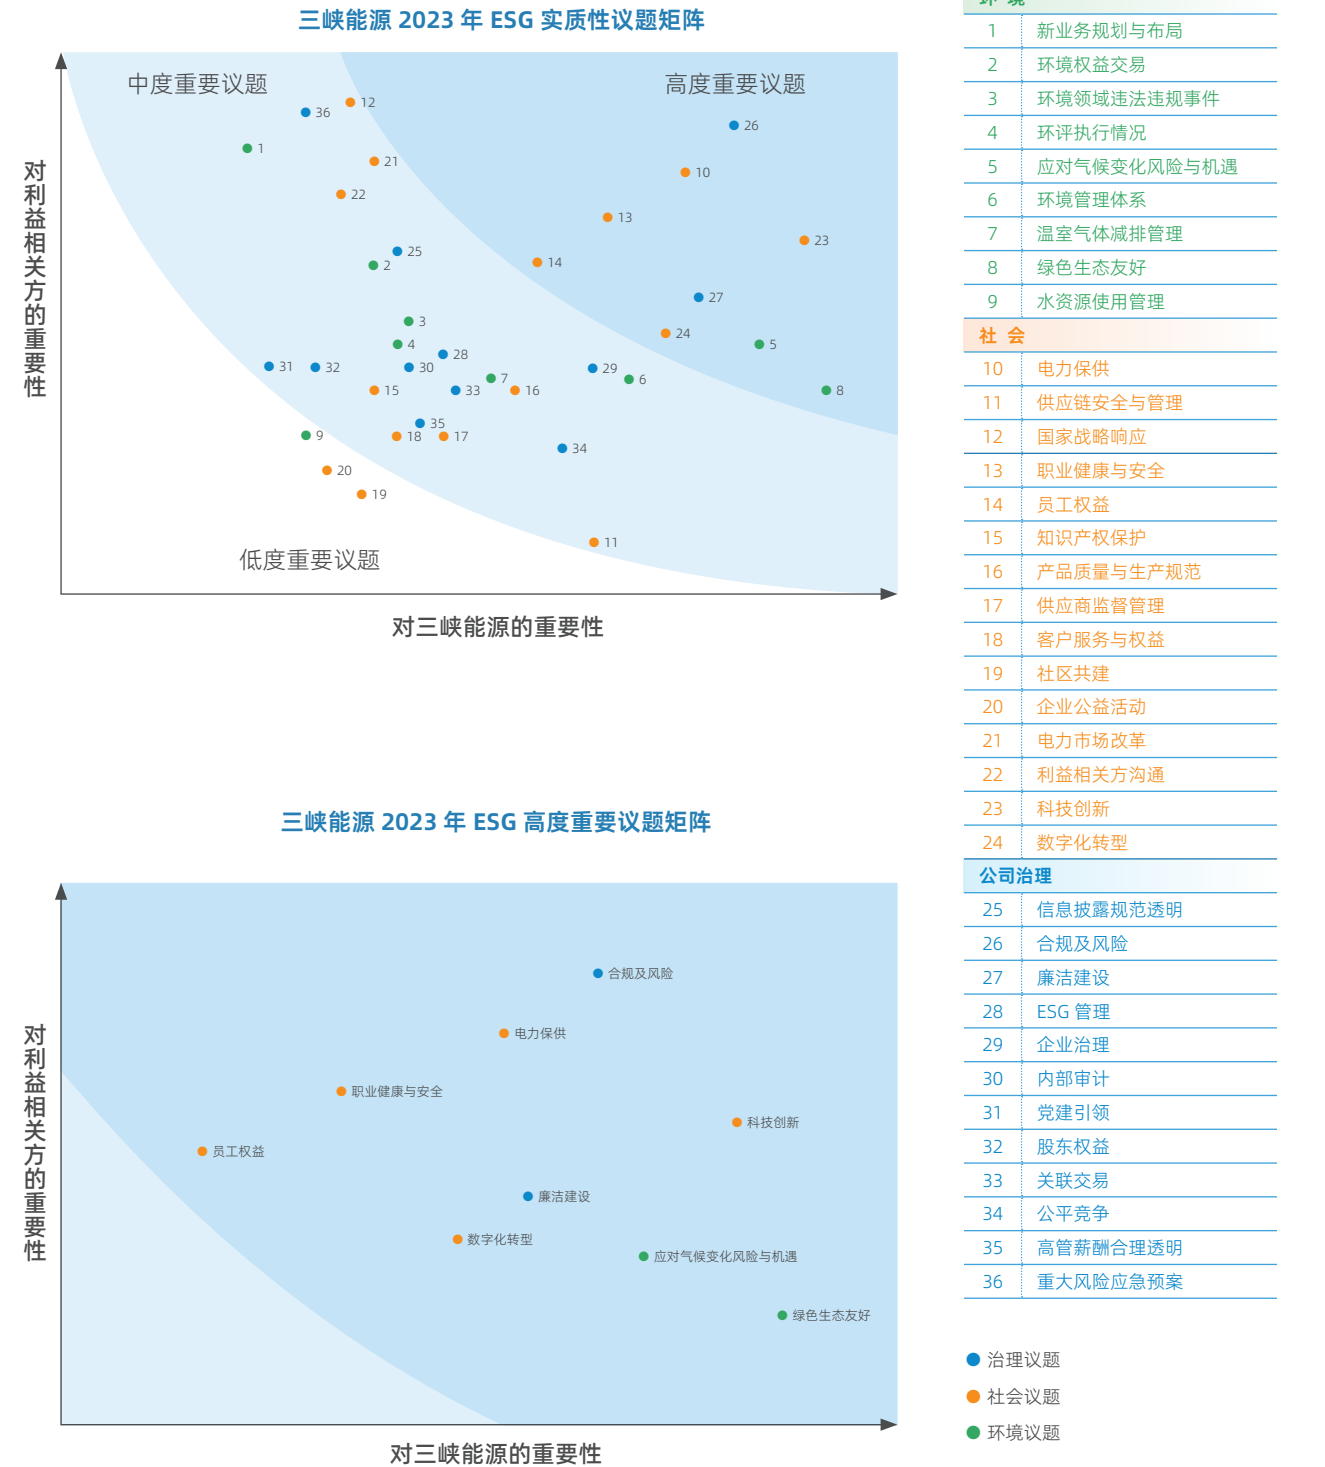 三峡能源 2023 年 ESG 实质性议题矩阵
中度重要议题
高度重要议题
低度重要议题
12
36
26
1
21
10
22
13
23
25
14
2
27
3
24
4
5
28
31
32
30
29
7
6
15
33
16
8
35
9
18
17
34
20
19
11
对利益相关方的重要性
对三峡能源的重要性
三峡能源 2023 年 ESG 高度重要议题矩阵
合规及风险
电力保供
职业健康与安全
科技创新
员工权益
廉洁建设
数字化转型
应对气候变化风险与机遇
绿色生态友好
对利益相关方的重要性
对三峡能源的重要性
环 境
1 新业务规划与布局
2 环境权益交易
3 环境领域违法违规事件
4 环评执行情况
5 应对气候变化风险与机遇
6 环境管理体系
7 温室气体减排管理
8 绿色生态友好
9 水资源使用管理
社 会
10 电力保供
11 供应链安全与管理
12 国家战略响应
13 职业健康与安全
14 员工权益
15 知识产权保护
16 产品质量与生产规范
17 供应商监督管理
18 客户服务与权益
19 社区共建
20 企业公益活动
21 电力市场改革
22 利益相关方沟通
23 科技创新
24 数字化转型
公司治理
25 信息披露规范透明
26 合规及风险
27 廉洁建设
28 ESG 管理
29 企业治理
30 内部审计
31 党建引领
32 股东权益
33 关联交易
34 公平竞争
35 高管薪酬合理透明
36 重大风险应急预案
治理议题
社会议题
环境议题